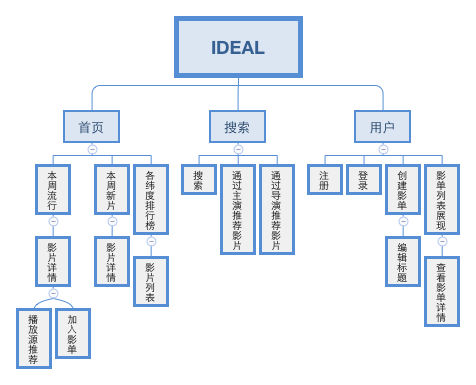 IDEAL
首页
搜索
用户
本周流行
本周新片
各纬度排行榜
搜索
通过主演推荐影片
通过导演推荐影片
注册
登录
创建影单
影单列表展现
影片详情
影片详情
影片列表
编辑标题
查看影单详情
播放源推荐
加入影单